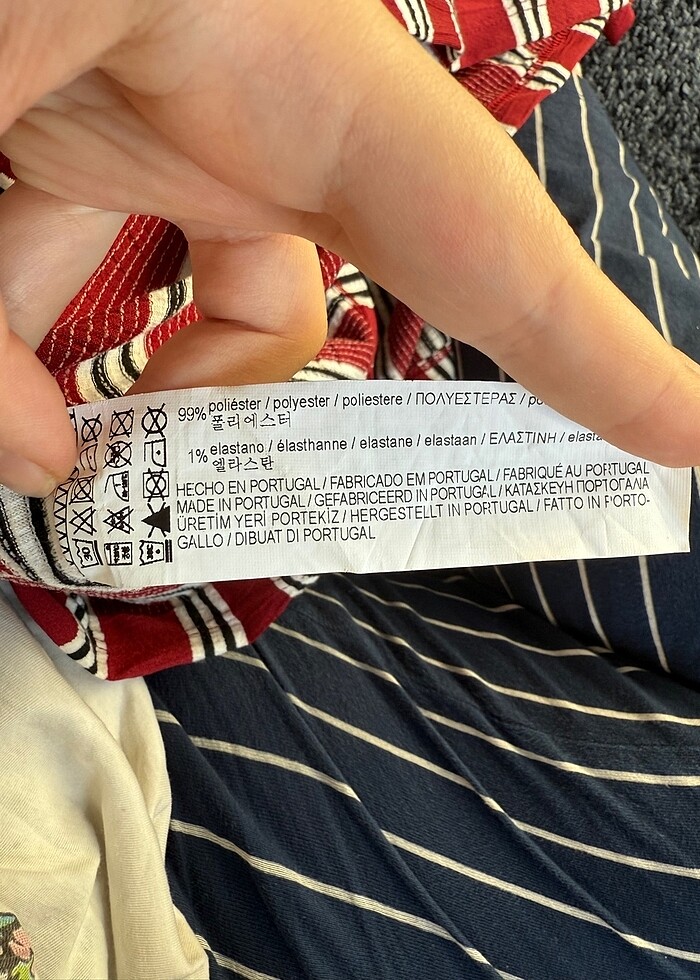 99% poliéster / polyester / poliestere / ΠΟΛΥΕΣΤΕΡΑΣ /
폴리에스터
1% elastano / élasthanne / elastane / elastaan / ΕΛΑΣΤΙΝΗ /
엘라스탄
HECHO EN PORTUGAL / FABRICADO EM PORTUGAL / FABRIQUÉ AU PORTUGAL
MADE IN PORTUGAL / GEFABRICEERD IN PORTUGAL / ΚΑΤΑΣΚΕΥΗ ΠΟΡΤΟΓΑΛΙΑ
ÜRETİM YERİ PORTEKİZ / HERGESTELLT IN PORTUGAL / FATTO IN PORTO-
GALLO / DIBUAT DI PORTUGAL